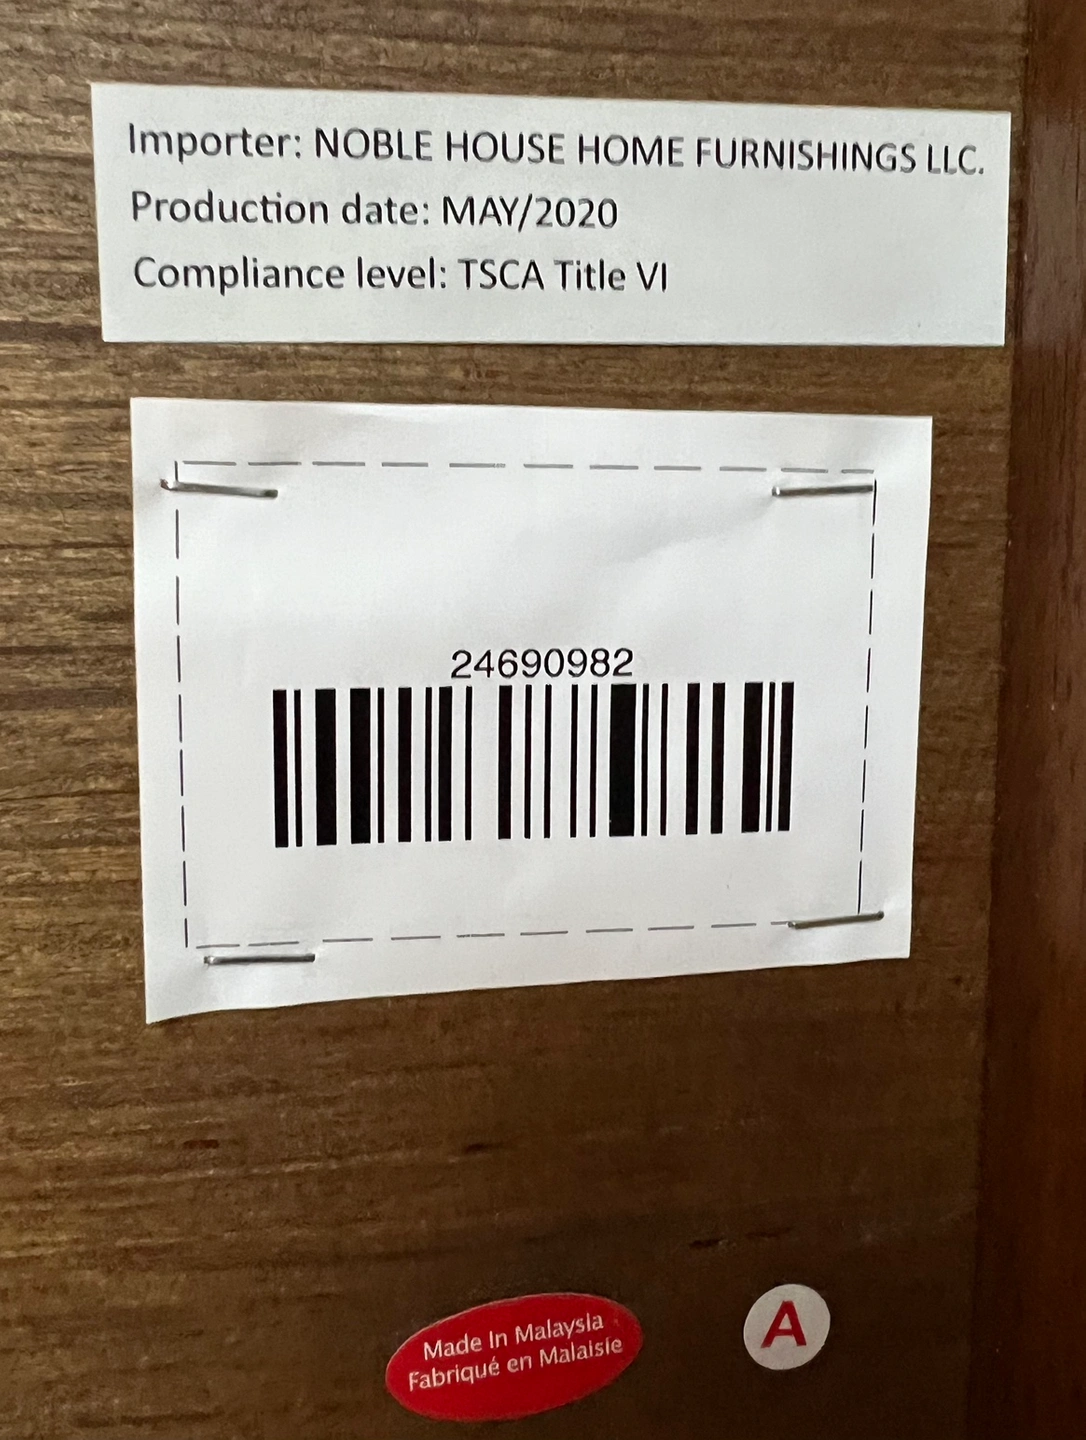 Importer: NOBLE HOUSE HOME FURNISHINGS LLC.
Production date: MAY/2020
Compliance level: TSCA Title VI
24690982
Made In Malaysia
Fabriqué en Malaisie
A